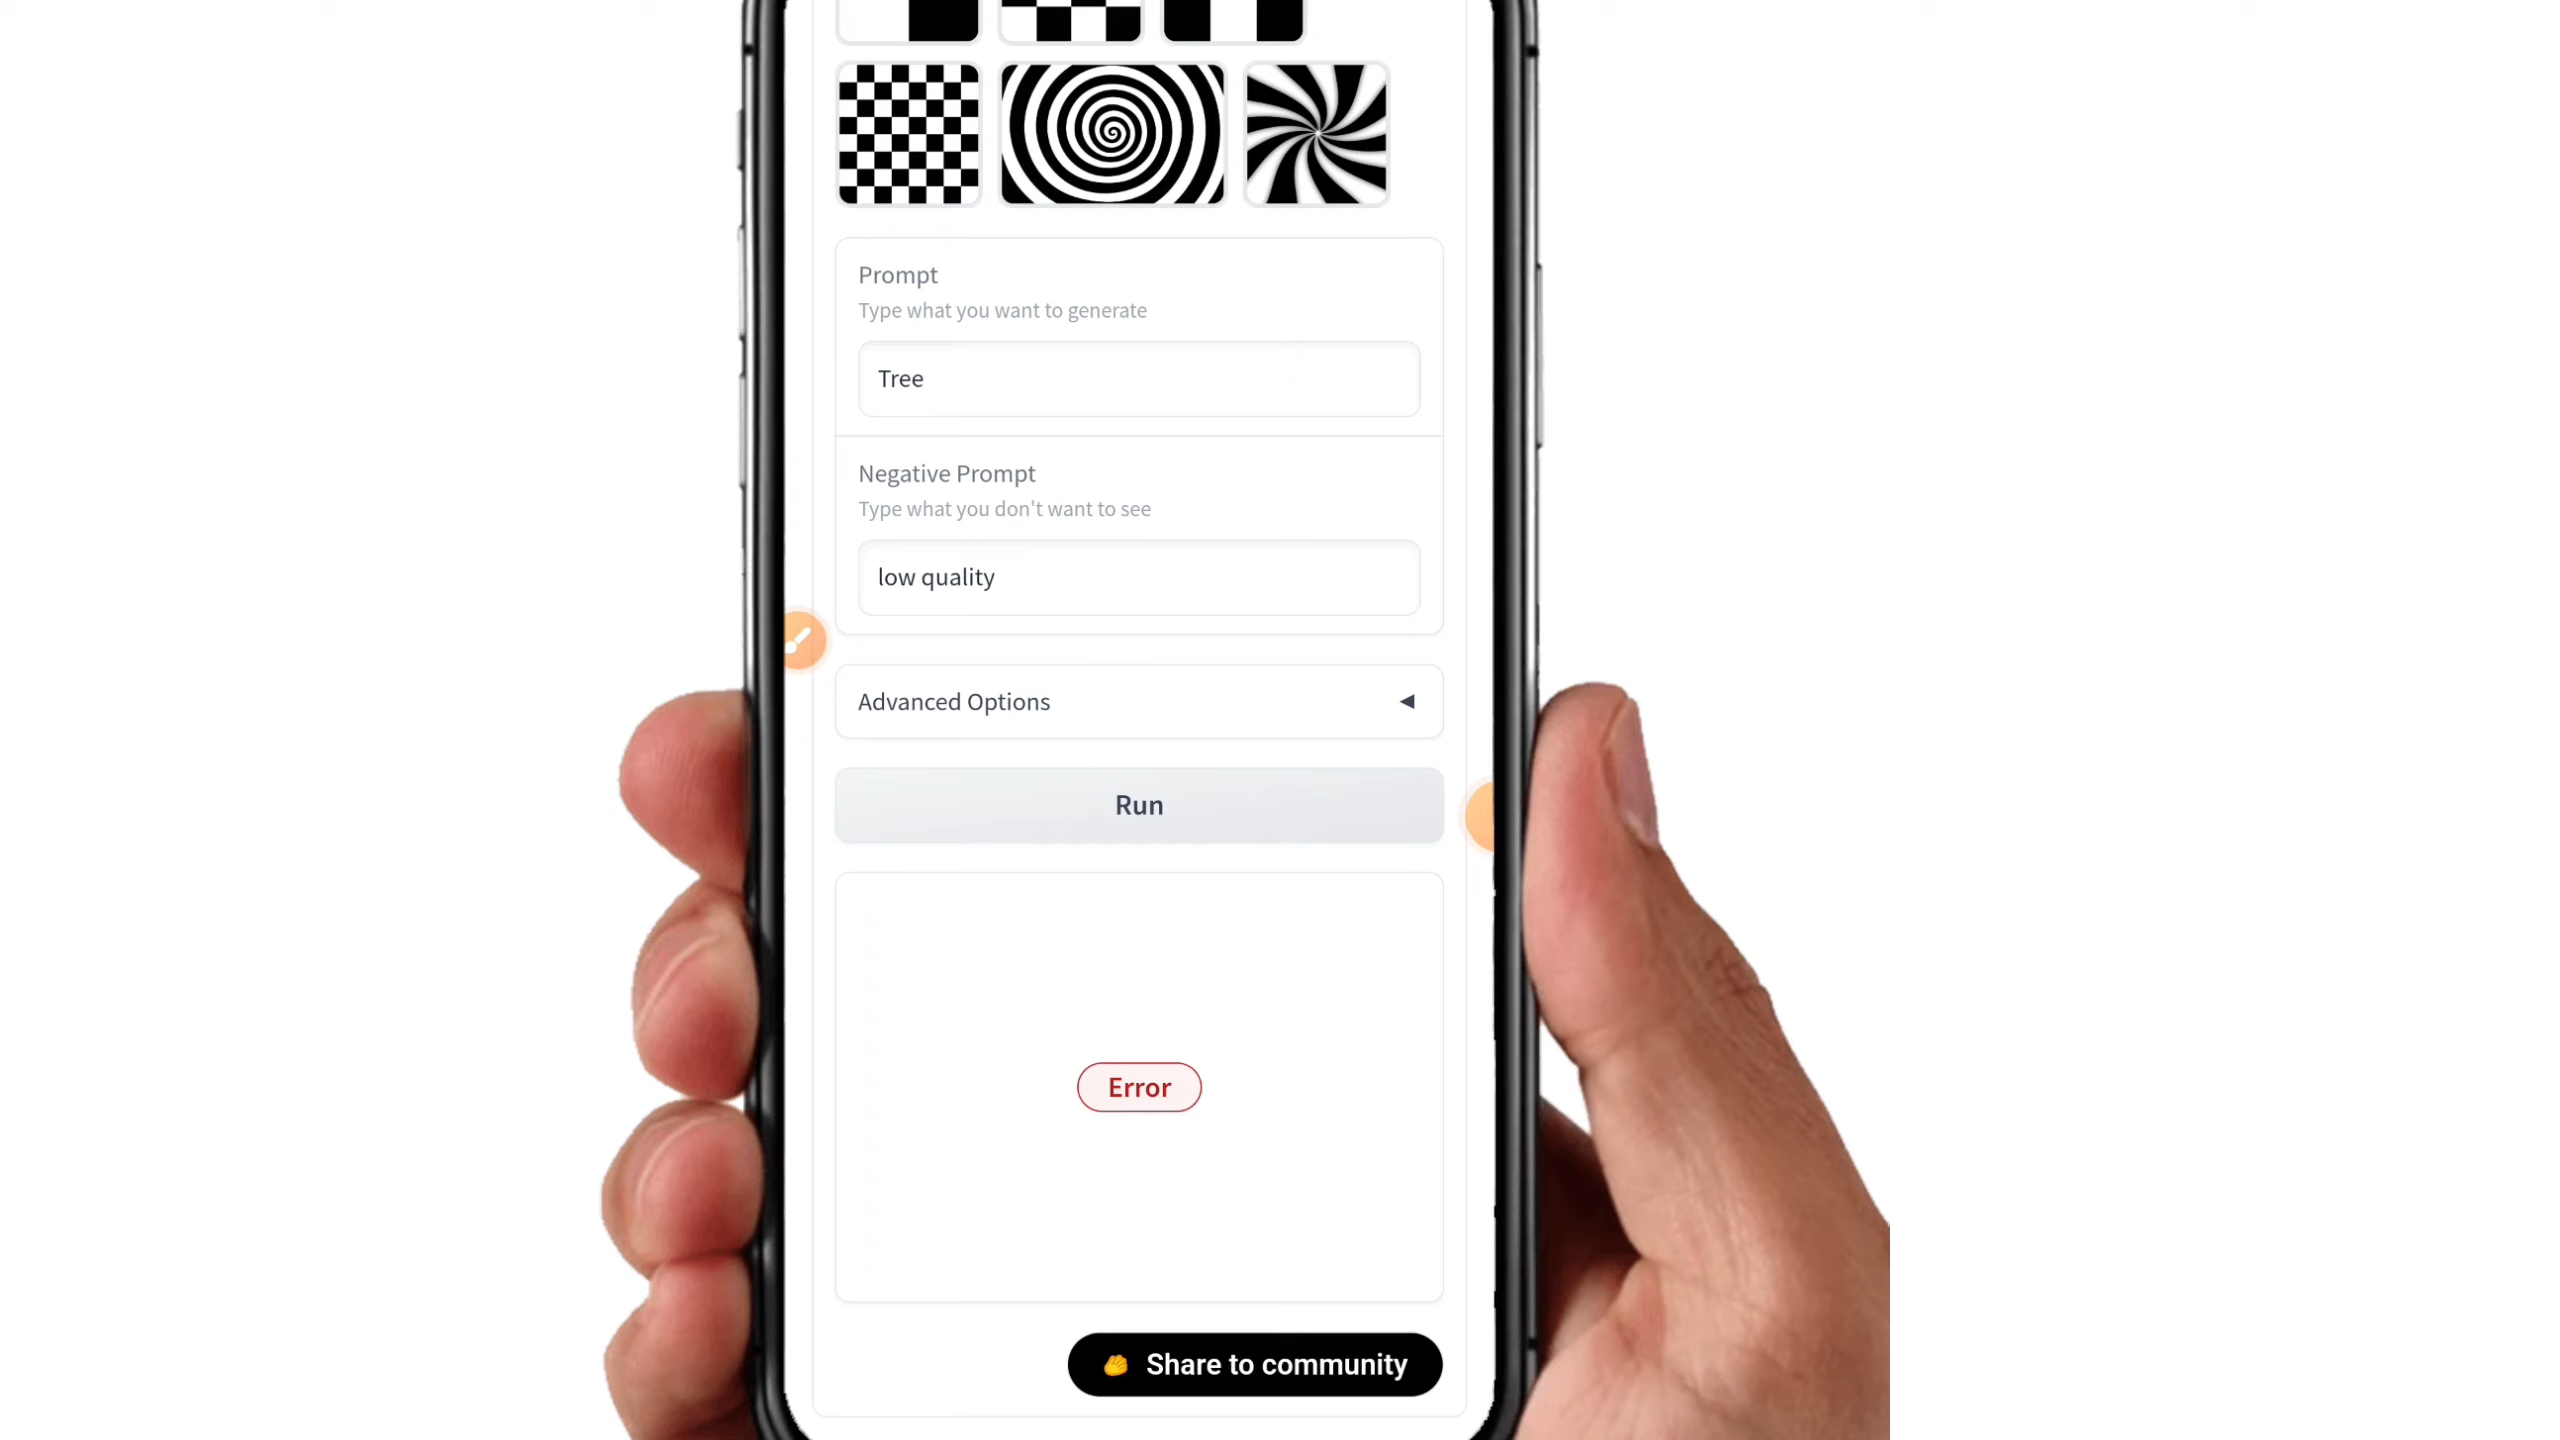 Prompt
Type what you want to generate
Tree
Negative Prompt
Type what you don't want to see
low quality
Advanced Options
Run
Error
Share to community